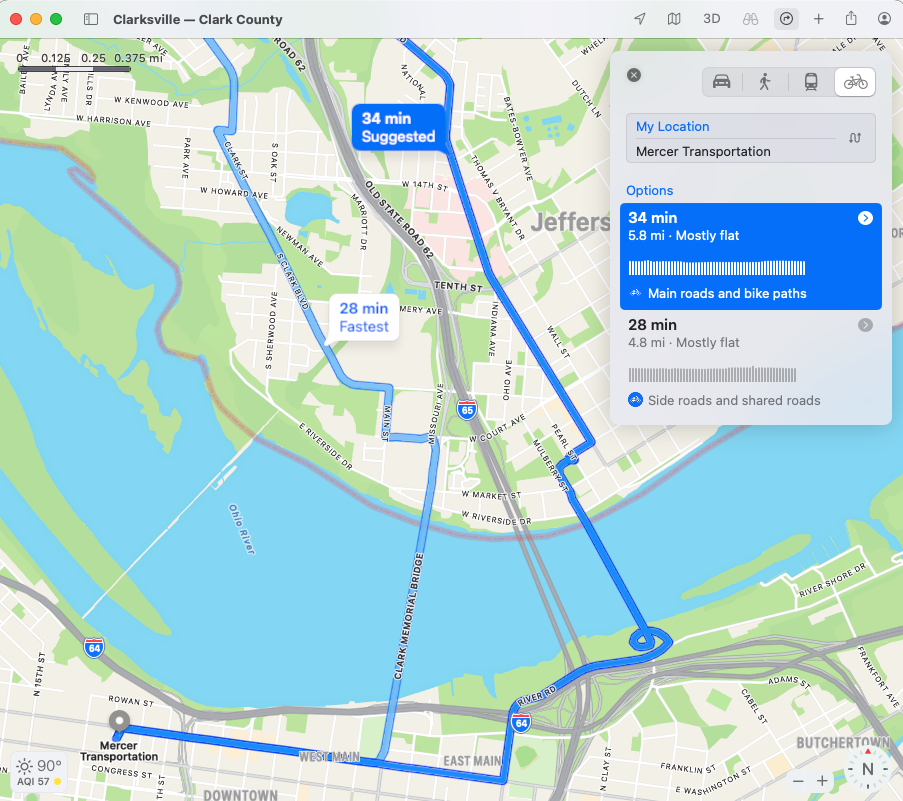 Clarksville — Clark County
3D
0 0.125 0.25 0.375 mi
ROAD 62
W KENWOOD AVE
W HARRISON AVE
PARK AVE
CLARK ST
S OAK ST
W HOWARD AVE
MARRIOTT DR
NEWMAN AVE
S CLARK BLVD
S SHERWOOD AVE
NATIONAL
DUTCH LN
BATES-BOWYER AVE
34 min
Suggested
THOMAS V BRYANT DR
W 14TH ST
OLD STATE ROAD 62
Jeffers
TENTH ST
28 min
Fastest
MERY AVE
INDIANA AVE
OHIO AVE
WALL ST
65
MAIN ST
MISSOURI AVE
W COURT AVE
PEARL ST
MULBERRY ST
E RIVERSIDE DR
W MARKET ST
W RIVERSIDE DR
Ohio River
CLARK MEMORIAL BRIDGE
RIVER SHORE DR
64
N 15TH ST
ROWAN ST
RIVER RD
64
ADAMS ST
CABEL ST
FRANKFORT AVE
Mercer
Transportation
WEST MAIN
EAST MAIN
BUTCHERTOWN
CONGRESS ST
N CLAY ST
FRANKLIN ST
E WASHINGTON ST
DOWNTOWN
90°
AQI 57
N
My Location
Mercer Transportation
Options
34 min
5.8 mi · Mostly flat
Main roads and bike paths
28 min
4.8 mi · Mostly flat
Side roads and shared roads